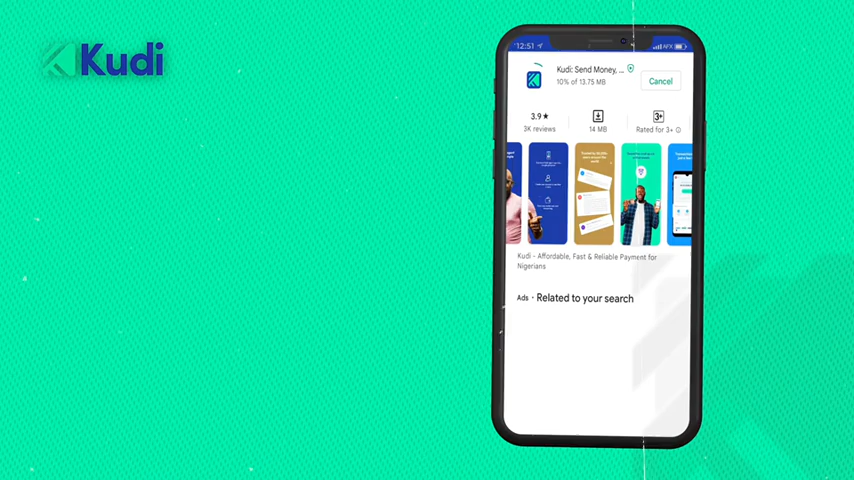 Kudi
12:51
AFX
Kudi: Send Money, ...
10% of 13.75 MB
Cancel
3.9★
3K reviews
14 MB
3+
Rated for 3+
Kudi - Affordable, Fast & Reliable Payment for
Nigerians
Ads · Related to your search